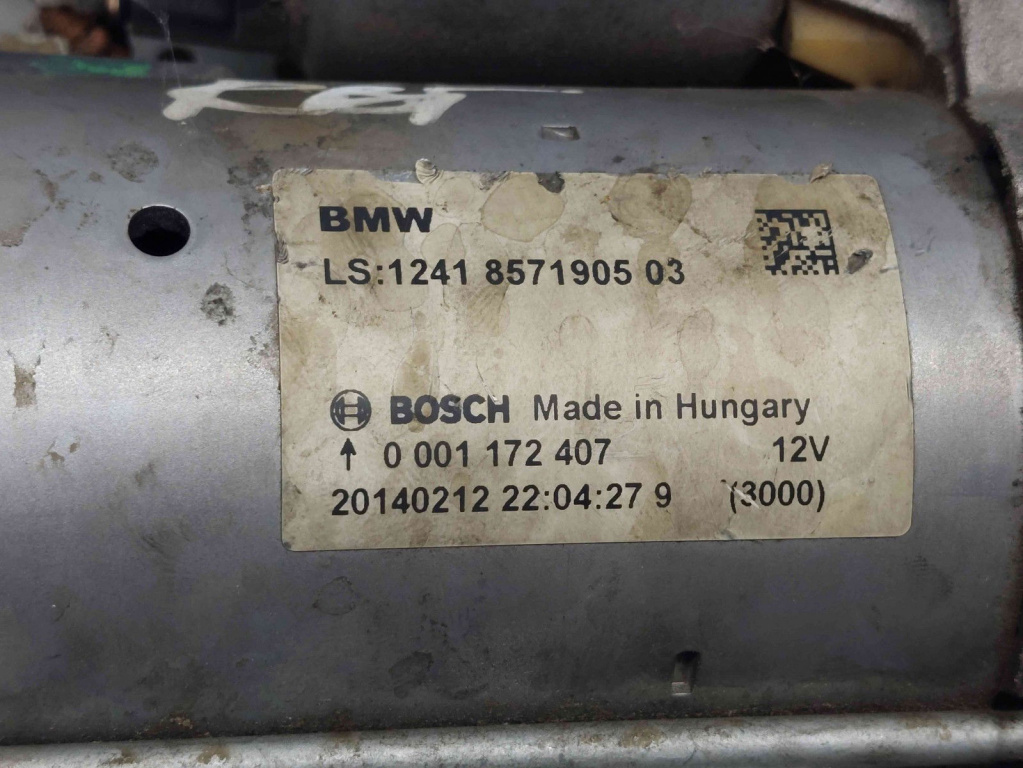 BMW
LS:1241 8571905 03
BOSCH Made in Hungary
↑ 0 001 172 407 12V
20140212 22:04:27 9 (3000)